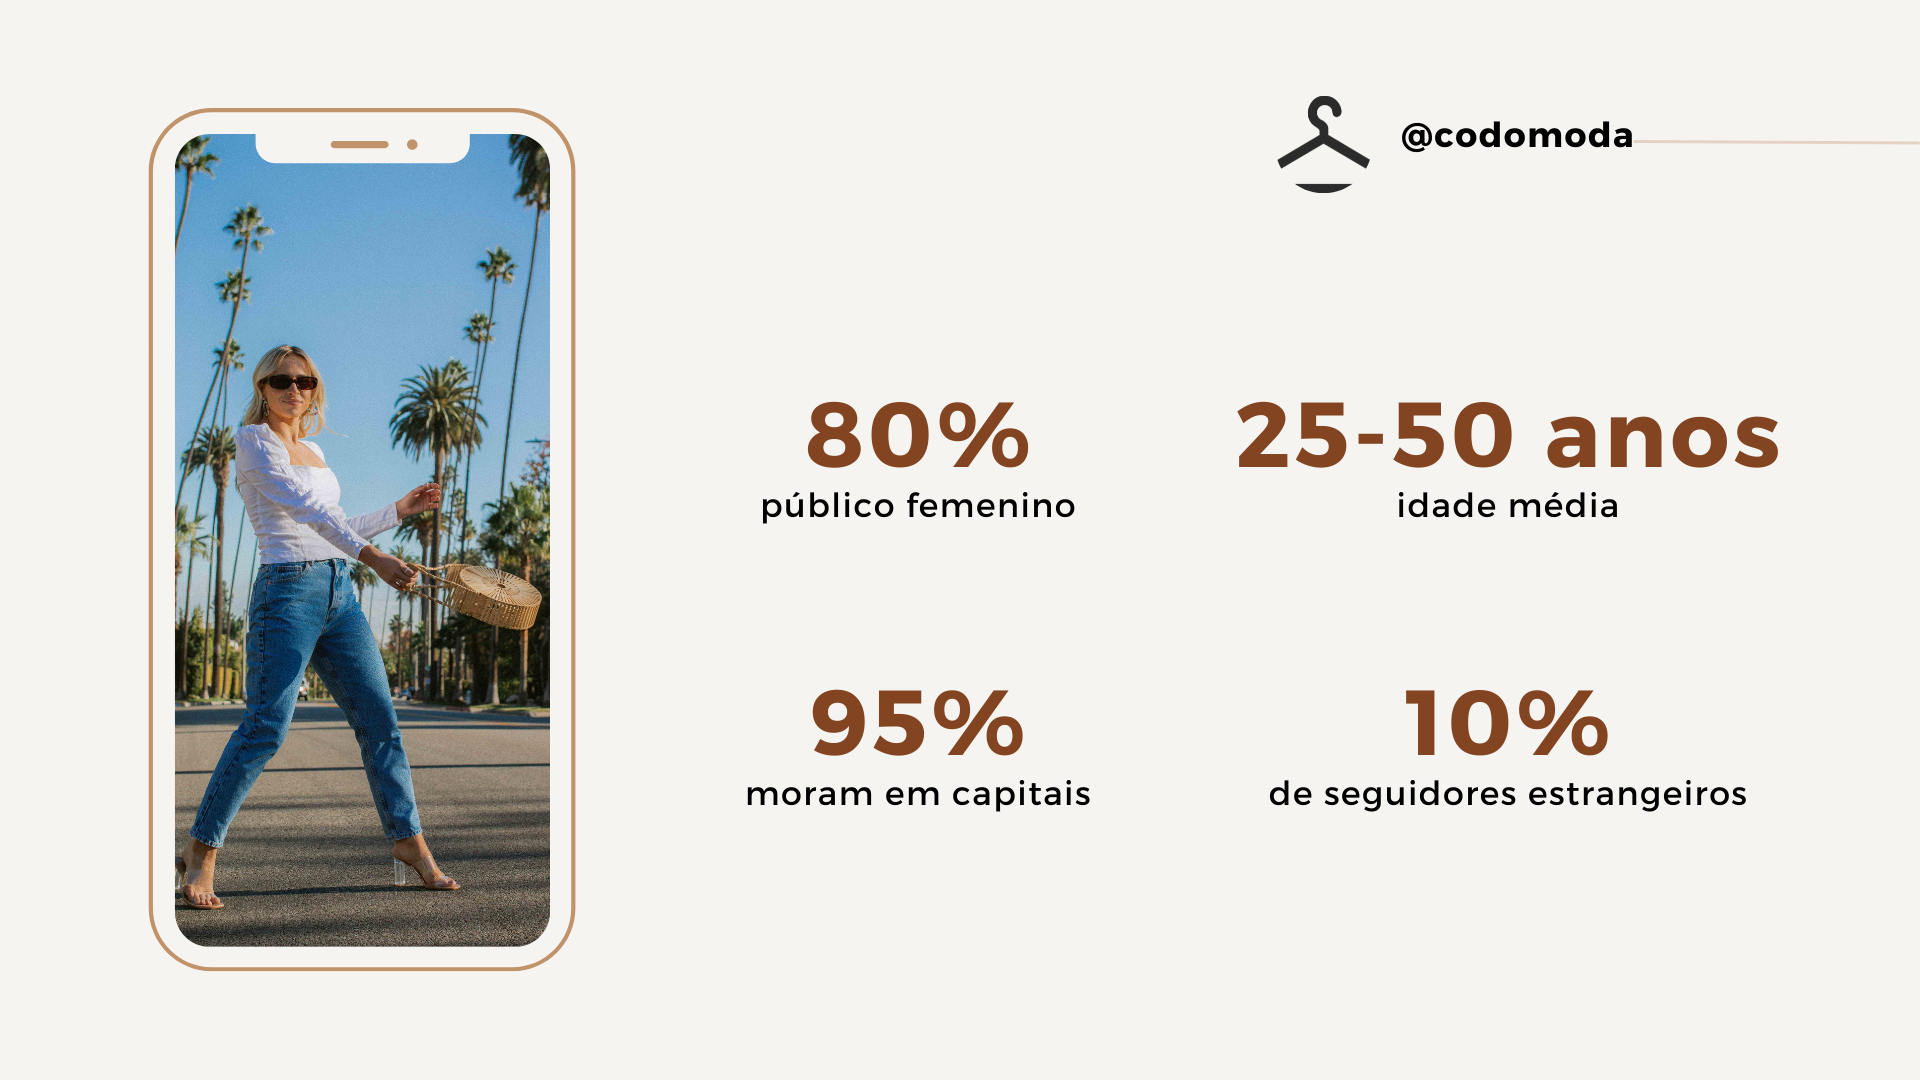 @codomoda
80%
público femenino
25-50 anos
idade média
95%
moram em capitais
10%
de seguidores estrangeiros